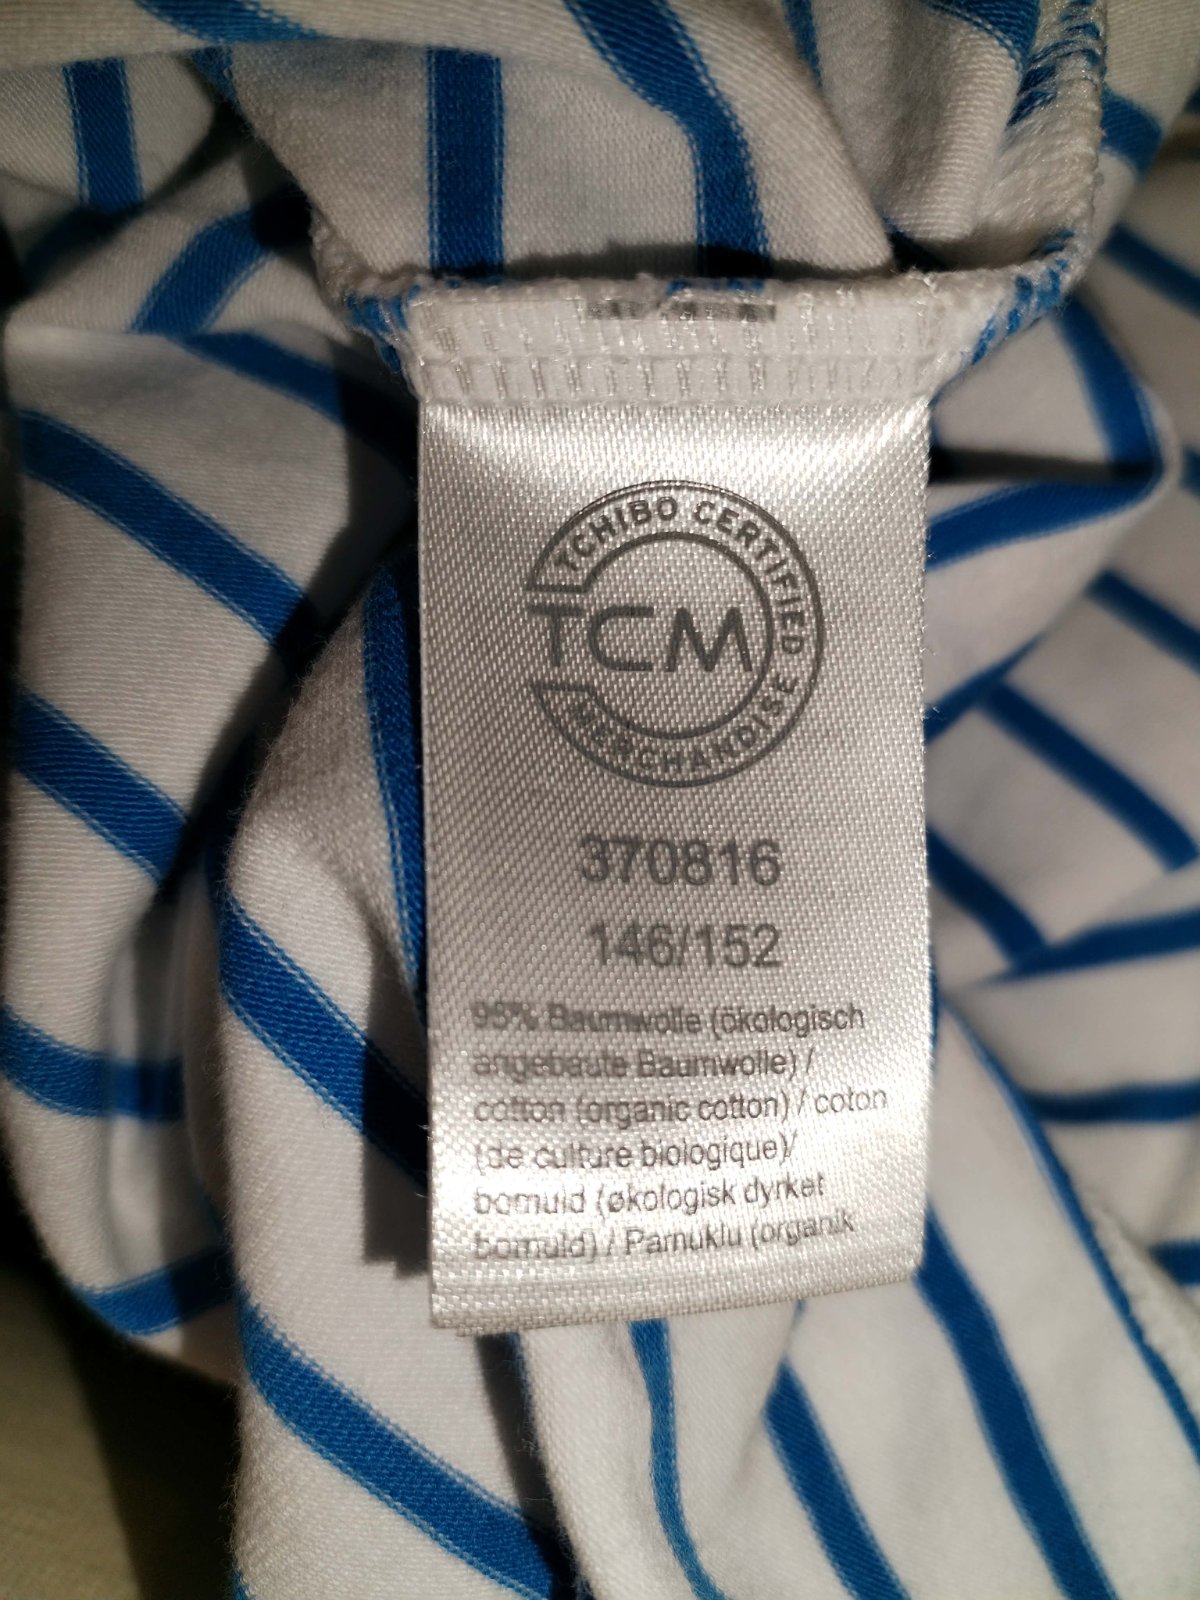 TCHIBO CERTIFIED
TCM
MERCHANDISE
370816
146/152
95% Baumwolle (ökologisch
angebaute Baumwolle) /
cotton (organic cotton) / coton
(de culture biologique)/
bomuld (økologisk dyrket
bomuld) / Pamuklu (organik